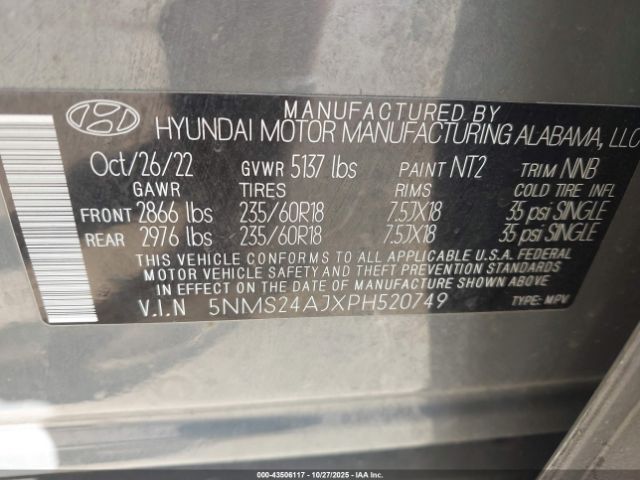 MANUFACTURED BY
HYUNDAI MOTOR MANUFACTURING ALABAMA, LLC
Oct/26/22 GVWR 5137 lbs PAINT NT2 TRIM NNB
GAWR TIRES RIMS COLD TIRE INFL
FRONT 2866 lbs 235/60R18 7.5JX18 35 psi SINGLE
REAR 2976 lbs 235/60R18 7.5JX18 35 psi SINGLE
THIS VEHICLE CONFORMS TO ALL APPLICABLE U.S.A. FEDERAL
MOTOR VEHICLE SAFETY AND THEFT PREVENTION STANDARDS
IN EFFECT ON THE DATE OF MANUFACTURE SHOWN ABOVE
V.I.N 5NMS24AJXPH520749 TYPE: MPV
000-43506117 - 10/27/2025 - © IAA Inc.